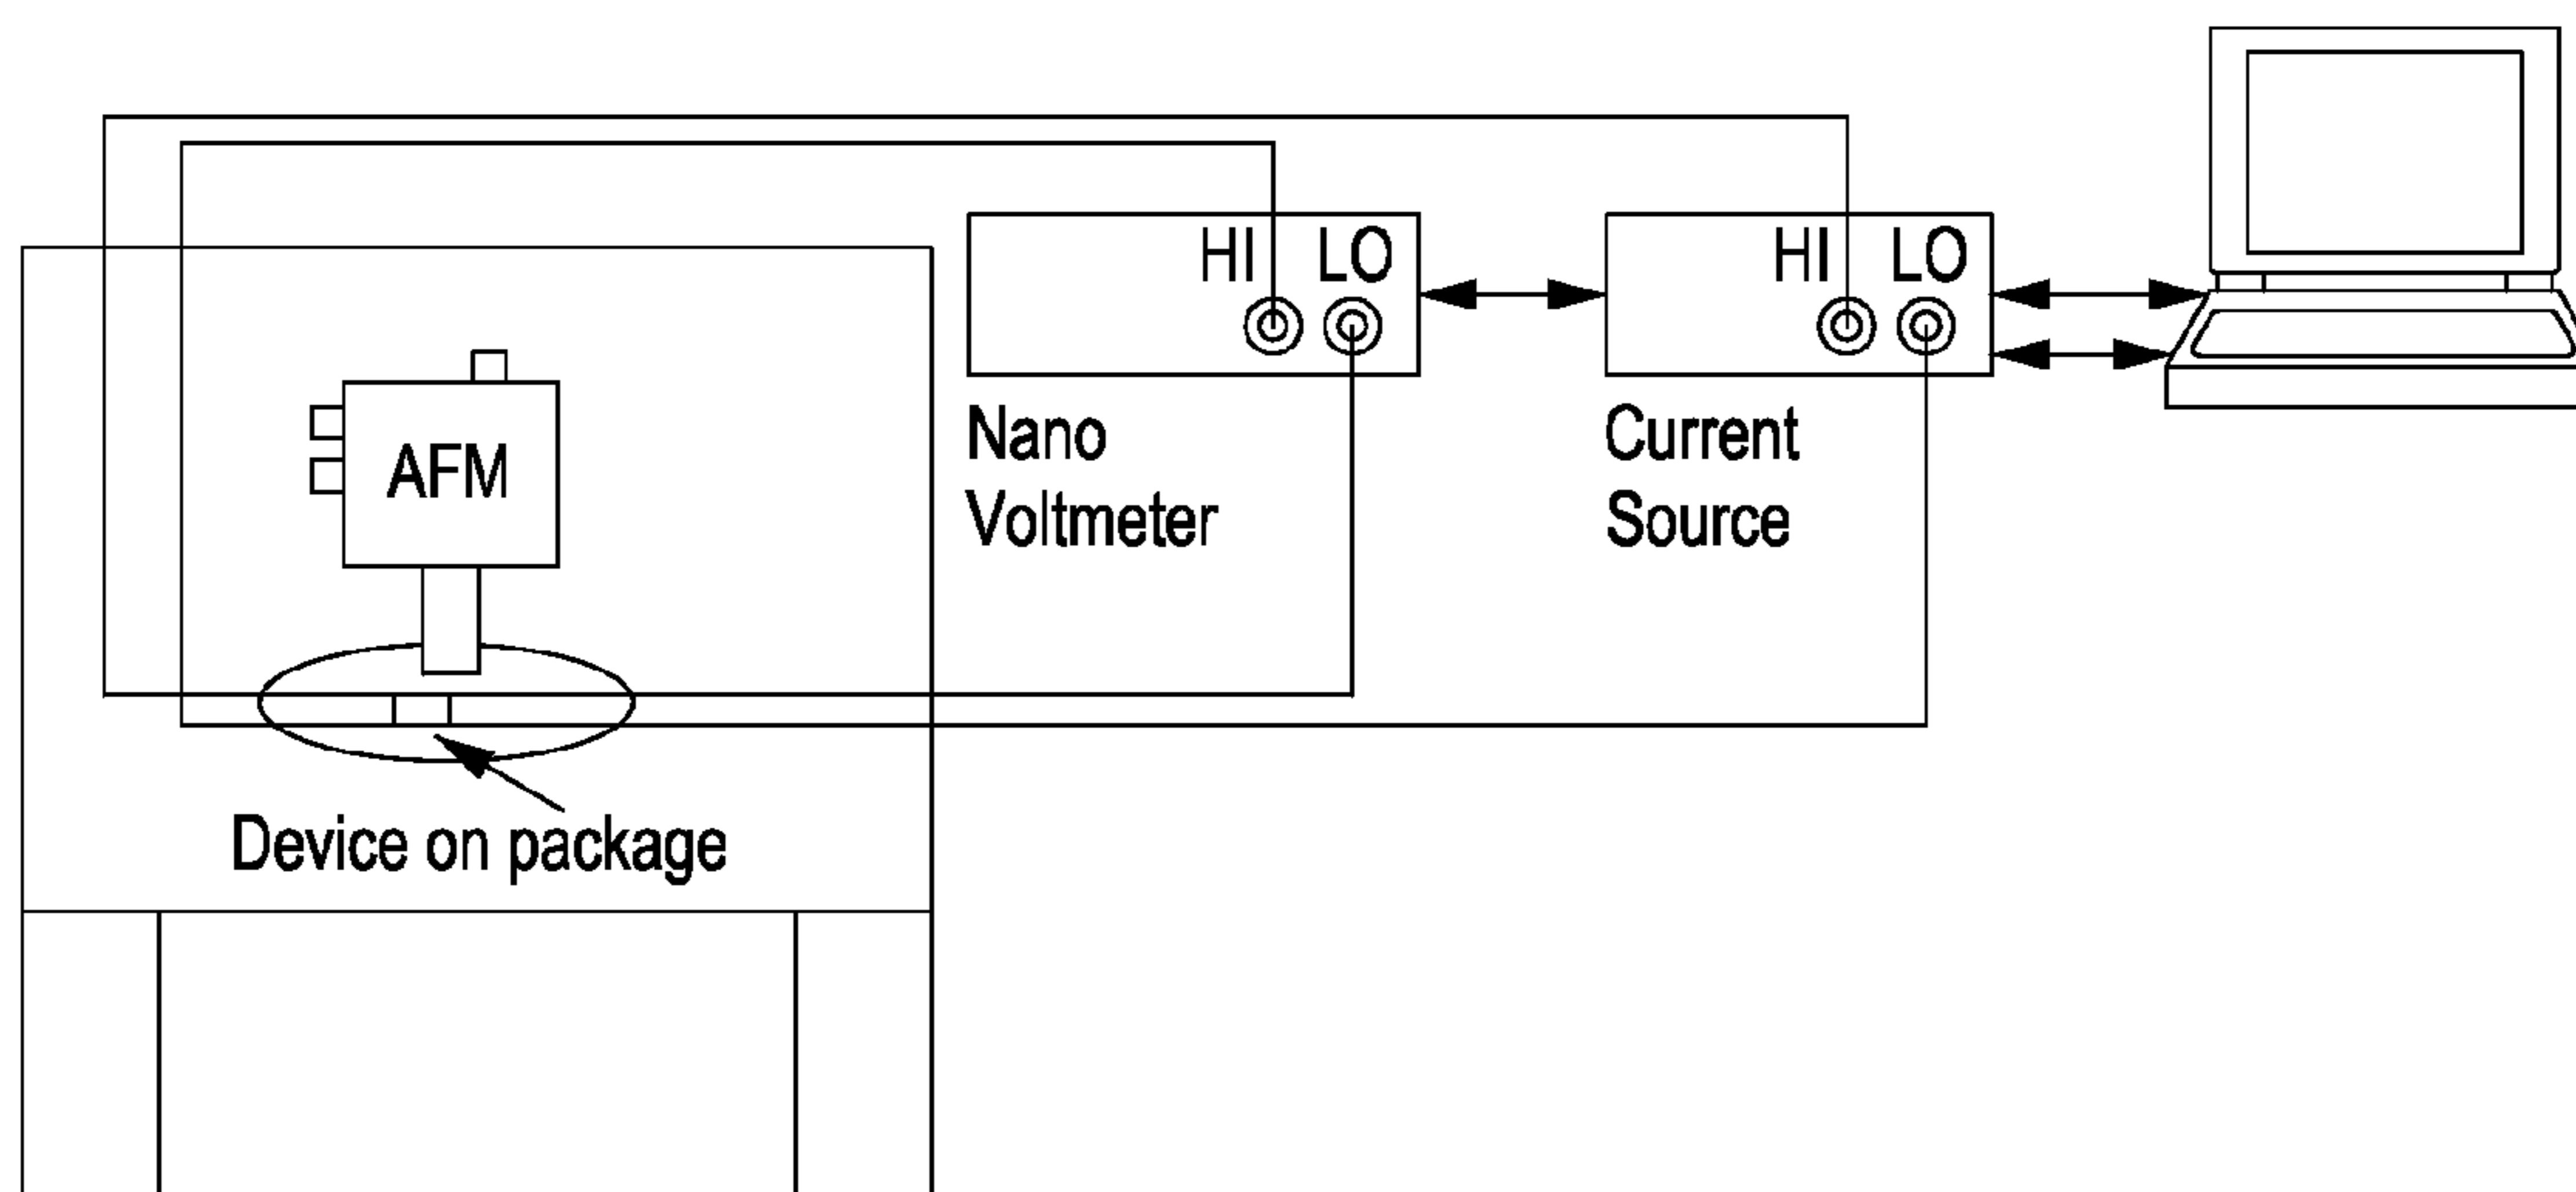 HI LO
HI LO
AFM
Nano
Voltmeter
Current
Source
Device on package